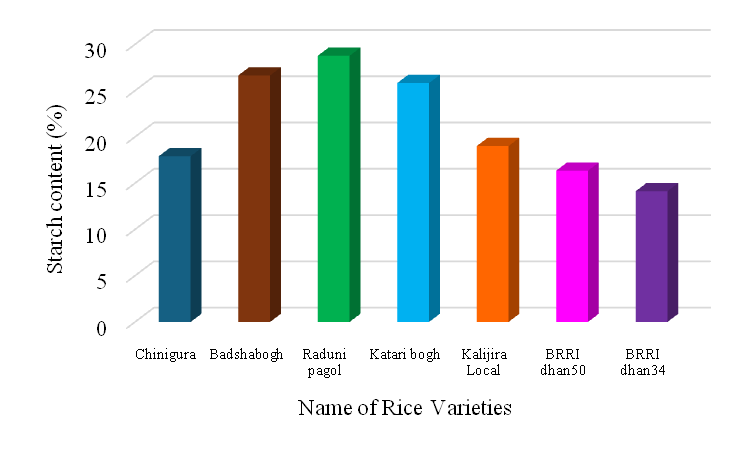 30
25
20
15
10
5
0
Starch content (%)
Chinigura
Badshabogh
Raduni
pagol
Katari bogh
Kalijira
Local
BRRI
dhan50
BRRI
dhan34
Name of Rice Varieties